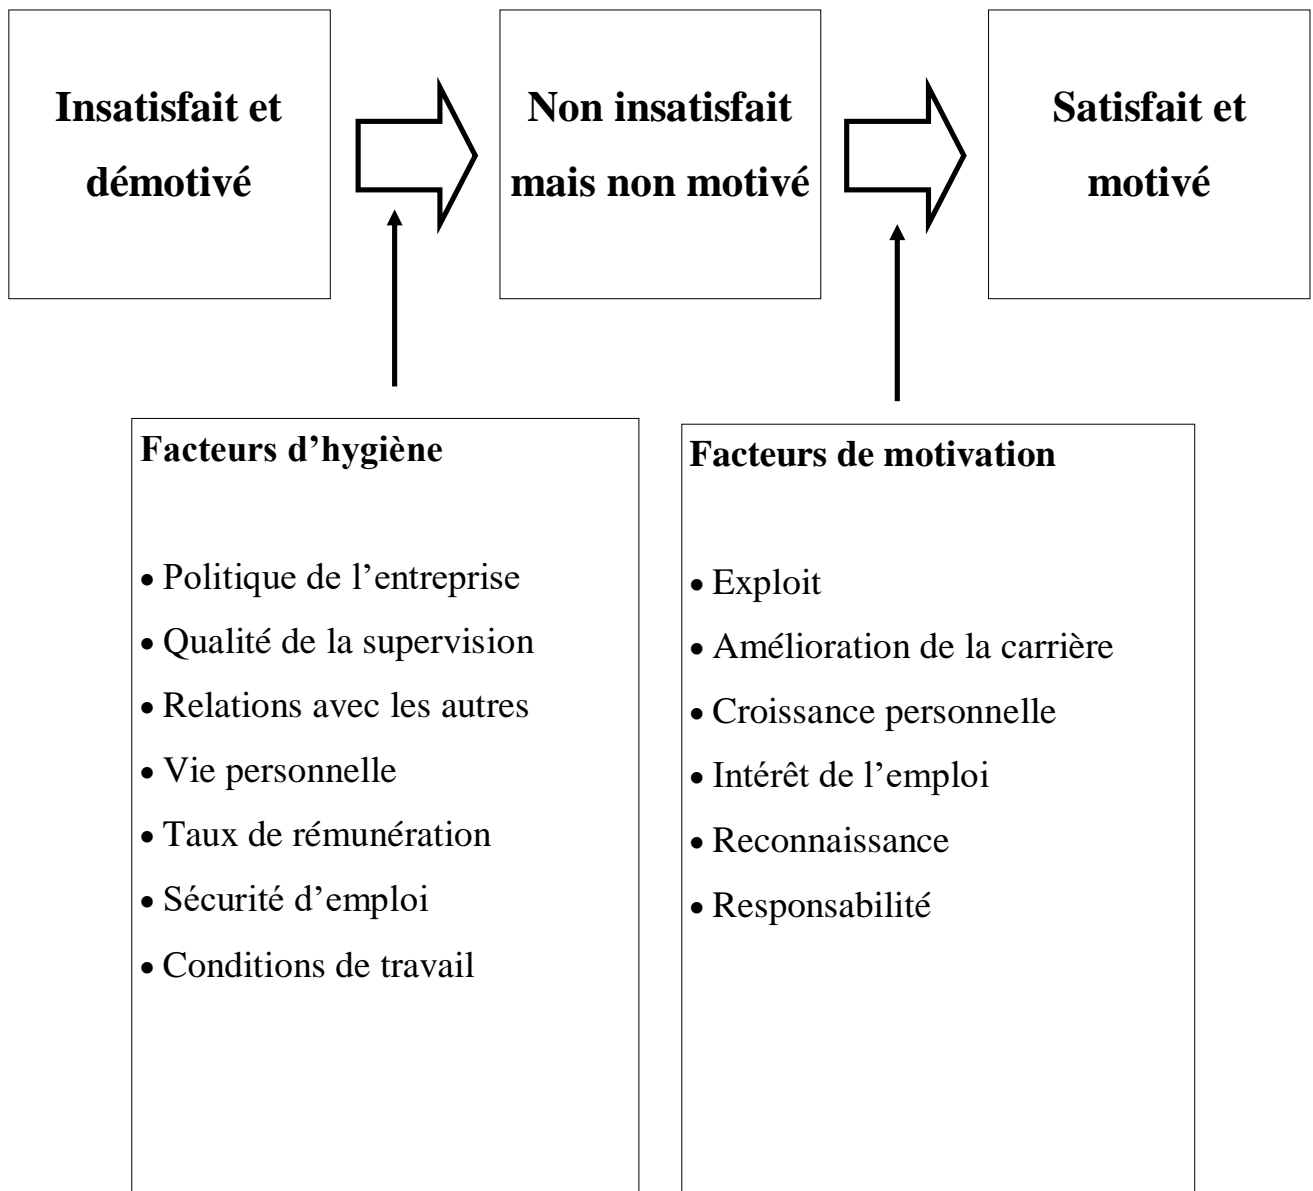 Insatisfait et
démotivé
Non insatisfait
mais non motivé
Satisfait et
motivé
Facteurs d’hygiène
• Politique de l’entreprise
• Qualité de la supervision
• Relations avec les autres
• Vie personnelle
• Taux de rémunération
• Sécurité d’emploi
• Conditions de travail
Facteurs de motivation
• Exploit
• Amélioration de la carrière
• Croissance personnelle
• Intérêt de l’emploi
• Reconnaissance
• Responsabilité